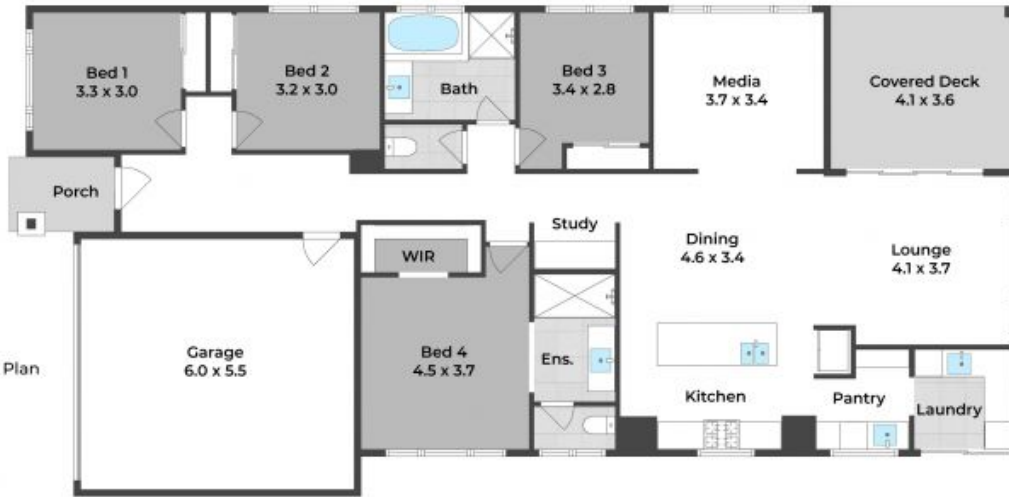 Bed 1
3.3 x 3.0
Bed 2
3.2 x 3.0
Bath
Bed 3
3.4 x 2.8
Media
3.7 x 3.4
Covered Deck
4.1 x 3.6
Porch
Study
WIR
Dining
4.6 x 3.4
Lounge
4.1 x 3.7
Plan
Garage
6.0 x 5.5
Bed 4
4.5 x 3.7
Ens.
Kitchen
Pantry
Laundry